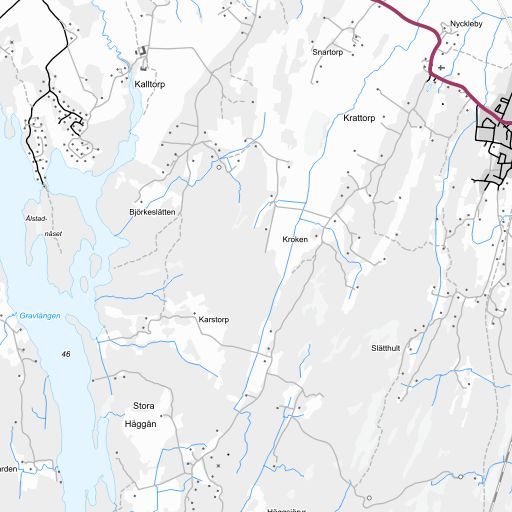 Nyckleby
Snartorp
Kalltorp
Krattorp
Björkeslätten
Ålstad-
näset
Kroken
Gravlången
Karstorp
46
Slätthult
Stora
Häggån